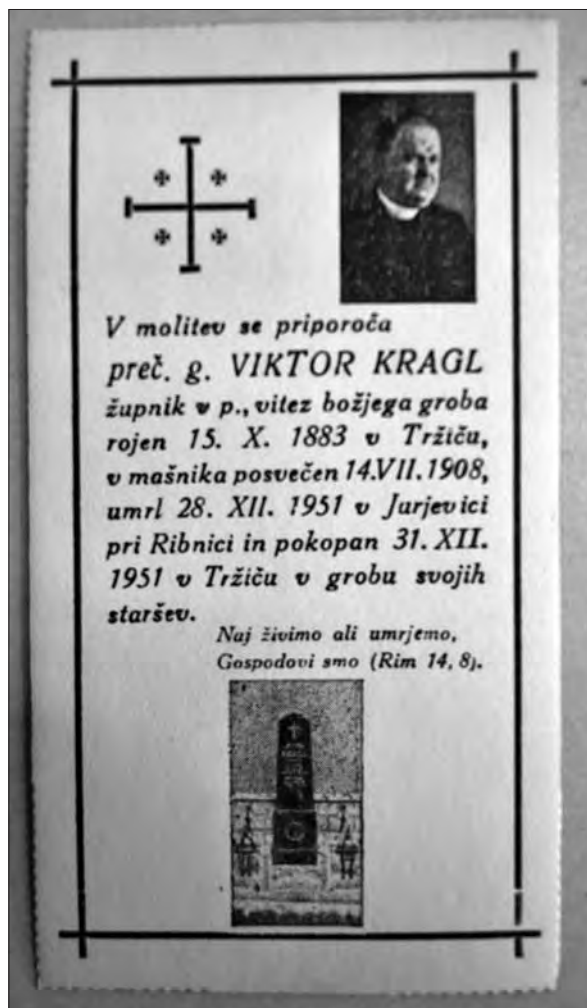 V molitev se priporoča
preč. g. VIKTOR KRAGL
župnik v p., vitez božjega groba
rojen 15. X. 1883 v Tržiču,
v mašnika posvečen 14.VII.1908,
umrl 28. XII. 1951 v Jurjevici
pri Ribnici in pokopan 31. XII.
1951 v Tržiču v grobu svojih
staršev.
Naj živimo ali umrjemo,
Gospodovi smo (Rim 14, 8).